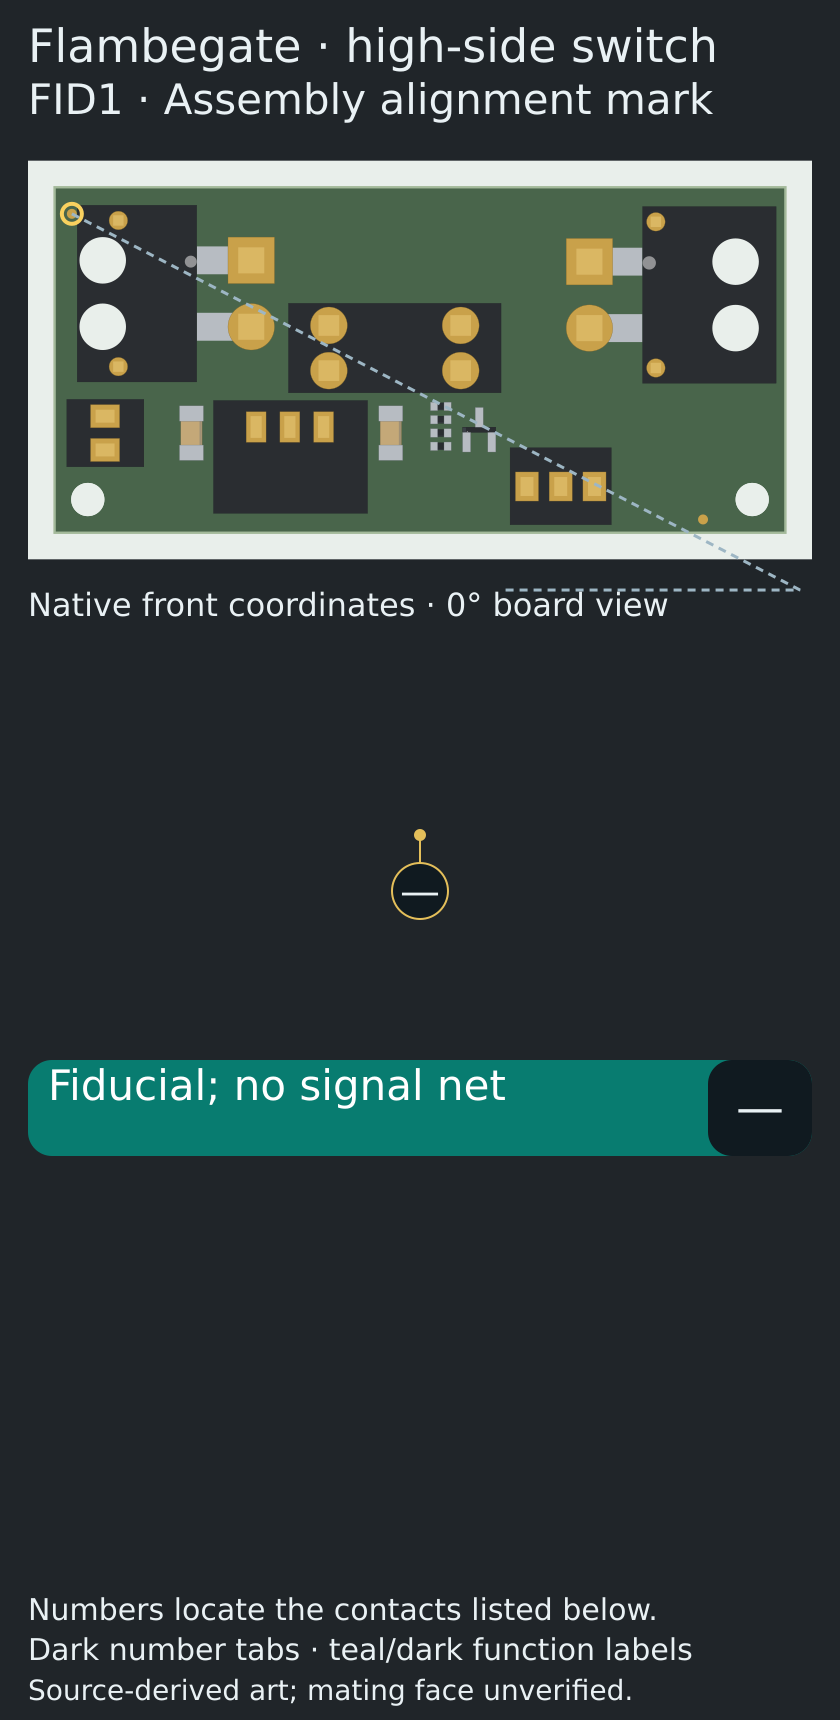 Flambegate · high-side switch
FID1 · Assembly alignment mark
Native front coordinates · 0° board view
—
Fiducial; no signal net
—
Numbers locate the contacts listed below.
Dark number tabs · teal/dark function labels
Source-derived art; mating face unverified.